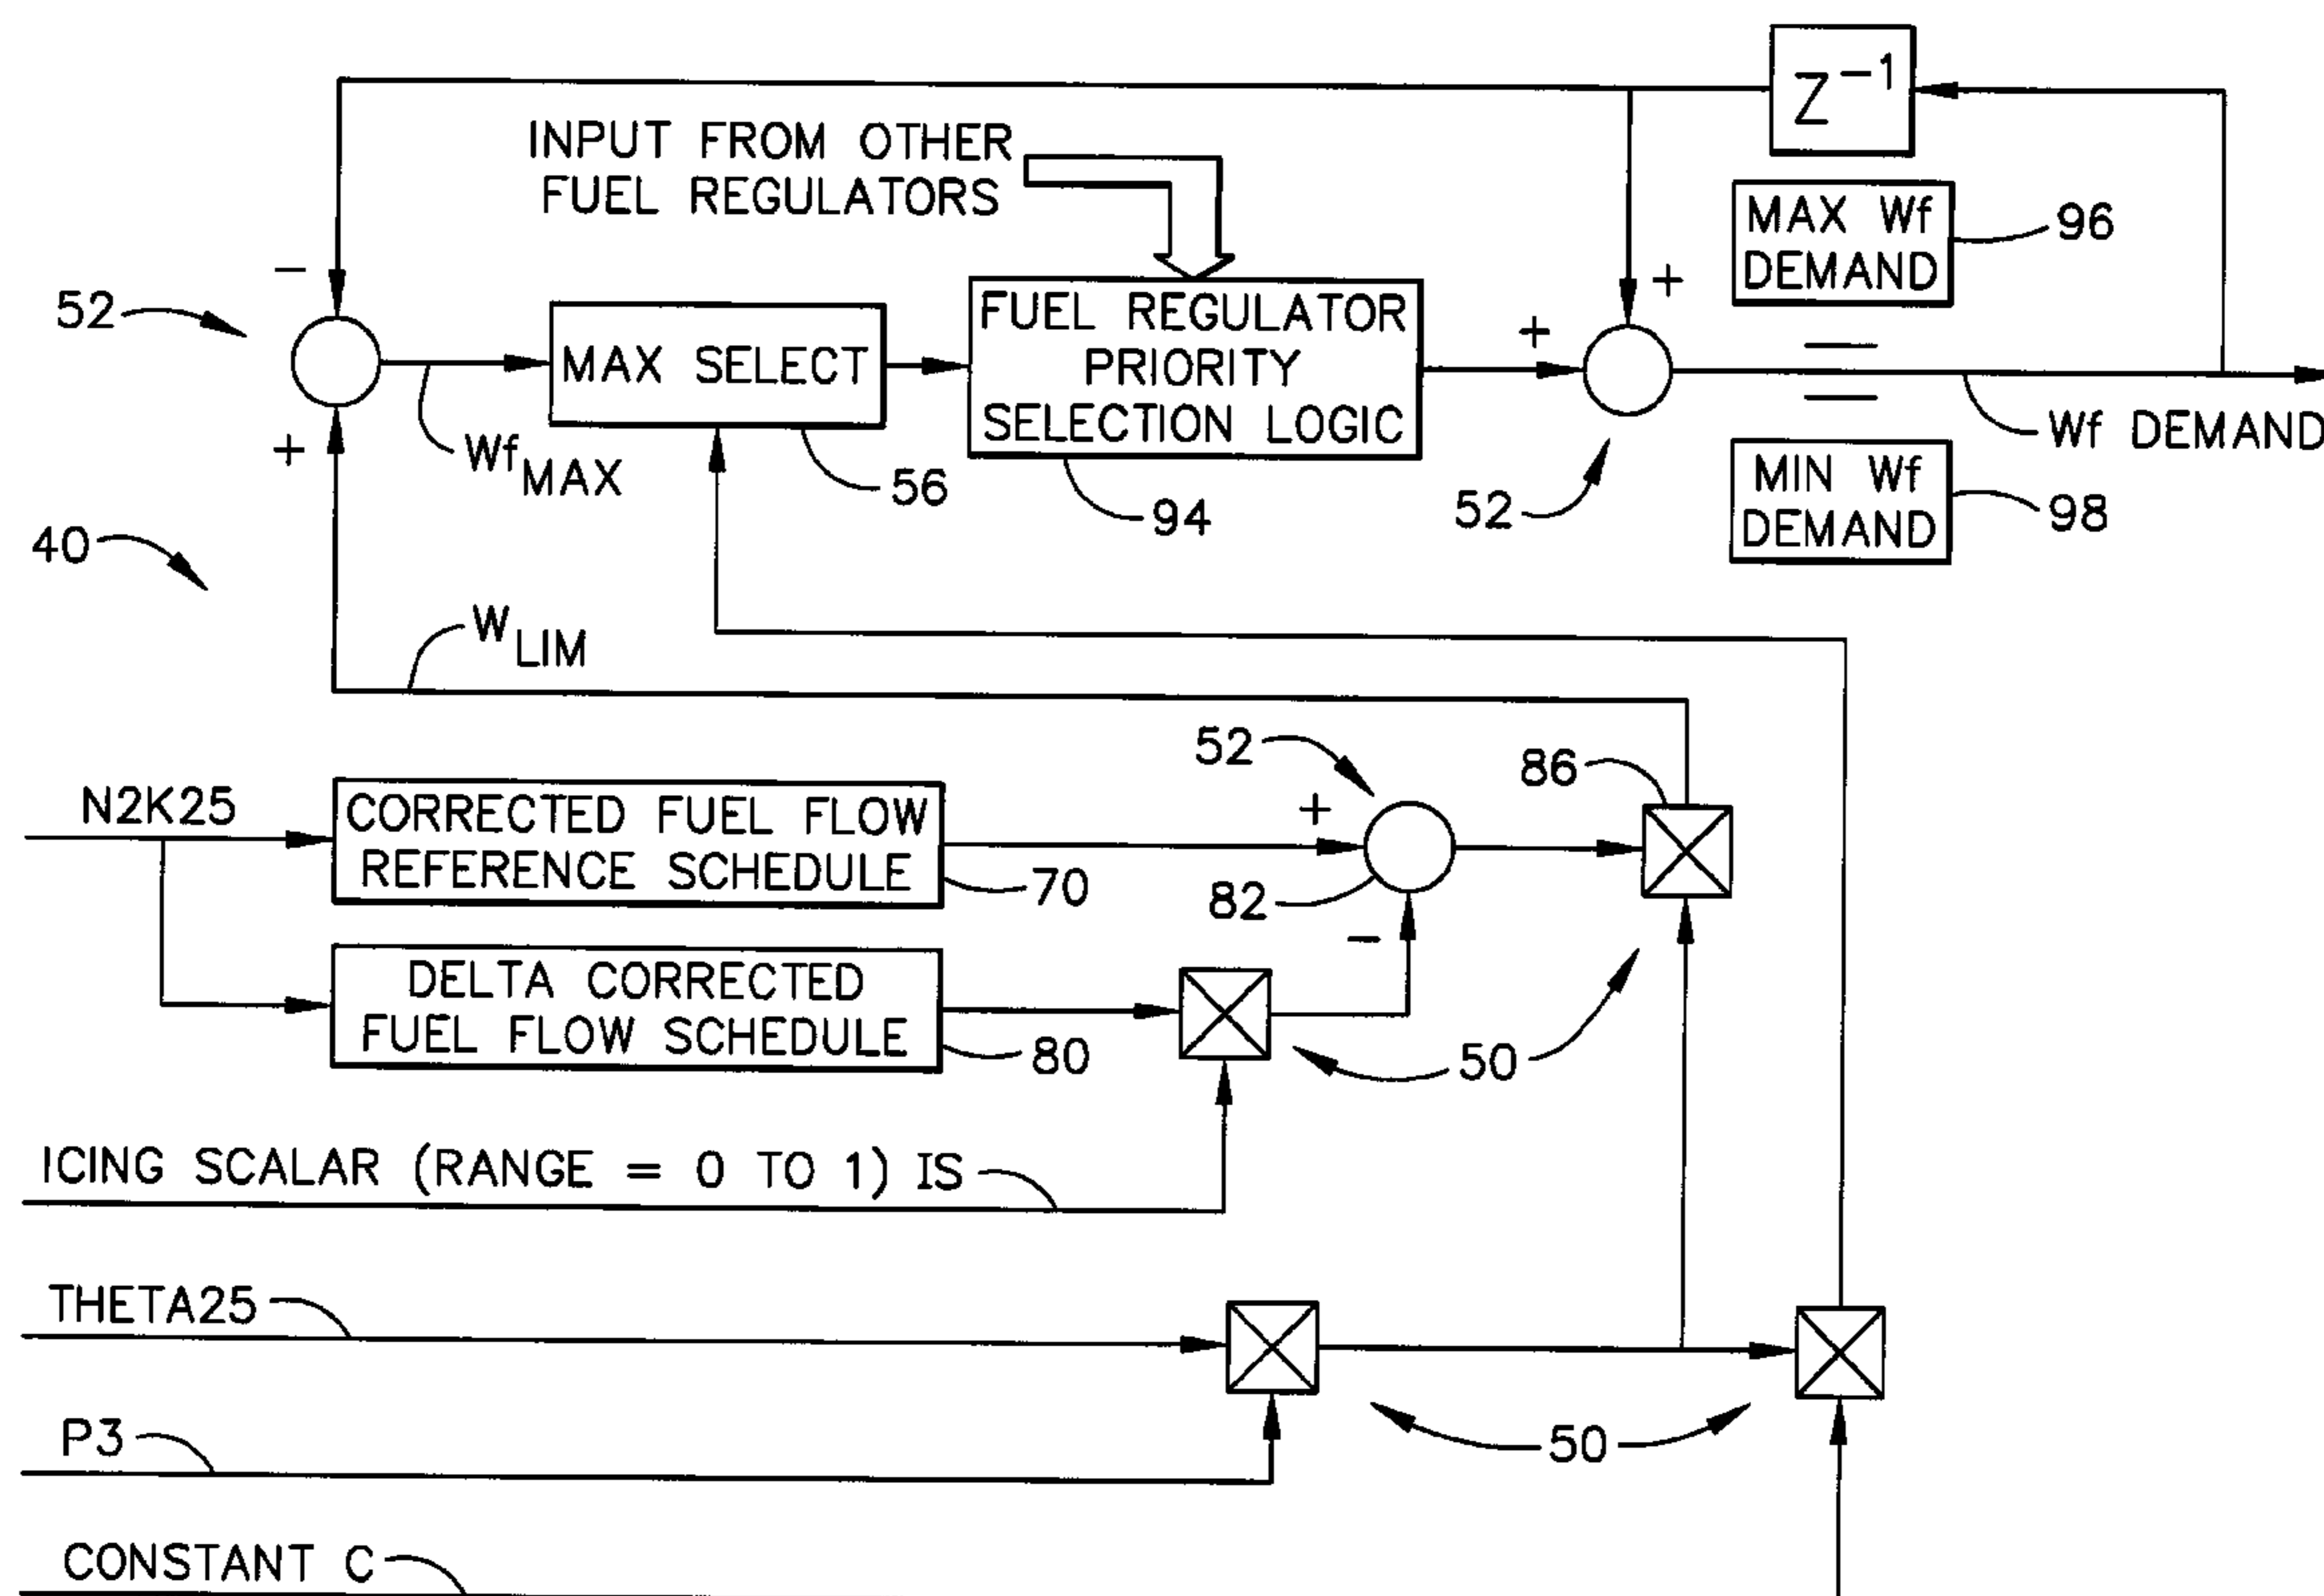 Z⁻¹
INPUT FROM OTHER
FUEL REGULATORS
MAX Wf
DEMAND
96
−
52
+
+
FUEL REGULATOR
PRIORITY
SELECTION LOGIC
MAX SELECT
+
Wf MAX
56
94
52
Wf DEMAND
MIN Wf
DEMAND
98
40
W LIM
52
86
N2K25
CORRECTED FUEL FLOW
REFERENCE SCHEDULE
70
+
82
−
DELTA CORRECTED
FUEL FLOW SCHEDULE
80
50
ICING SCALAR (RANGE = 0 TO 1) IS
THETA25
P3
50
CONSTANT C